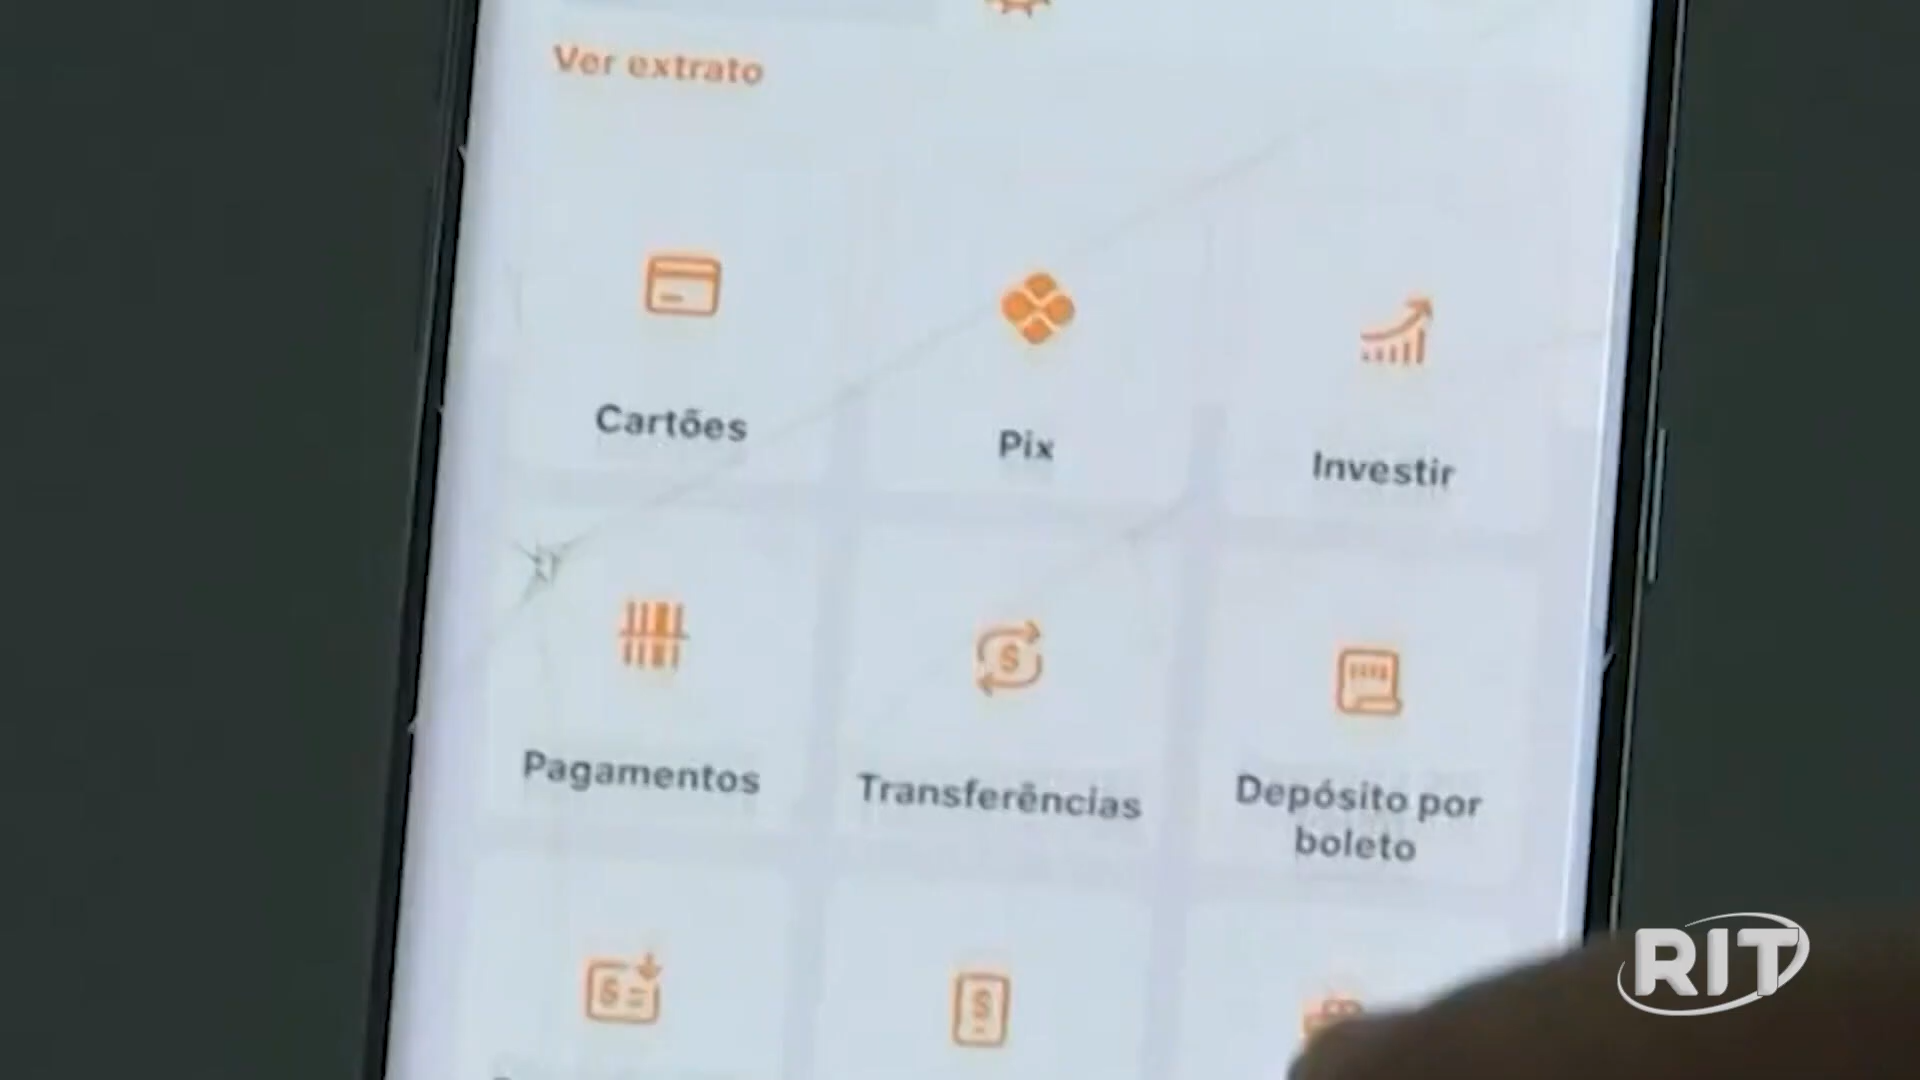 Ver extrato
Cartões
Pix
Investir
Pagamentos
Transferências
Depósito por
boleto
RIT